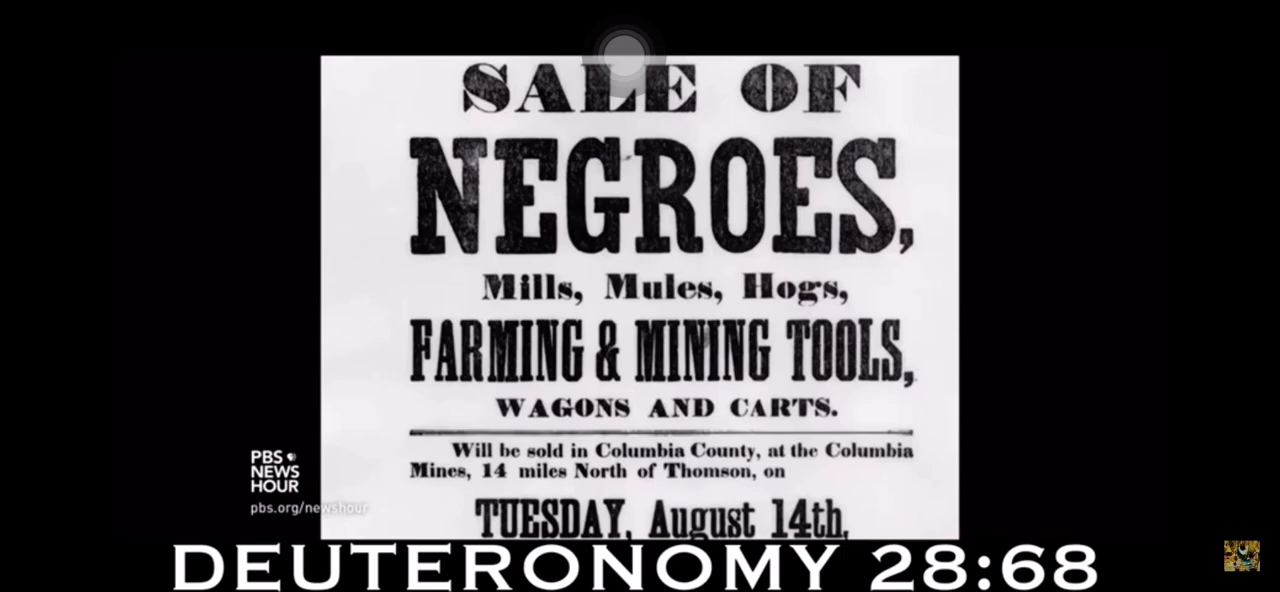 SALE OF
NEGROES,
Mills, Mules, Hogs,
FARMING & MINING TOOLS,
WAGONS AND CARTS.
Will be sold in Columbia County, at the Columbia
Mines, 14 miles North of Thomson, on
TUESDAY, August 14th,
PBS
NEWS
HOUR
pbs.org/newshour
DEUTERONOMY 28:68